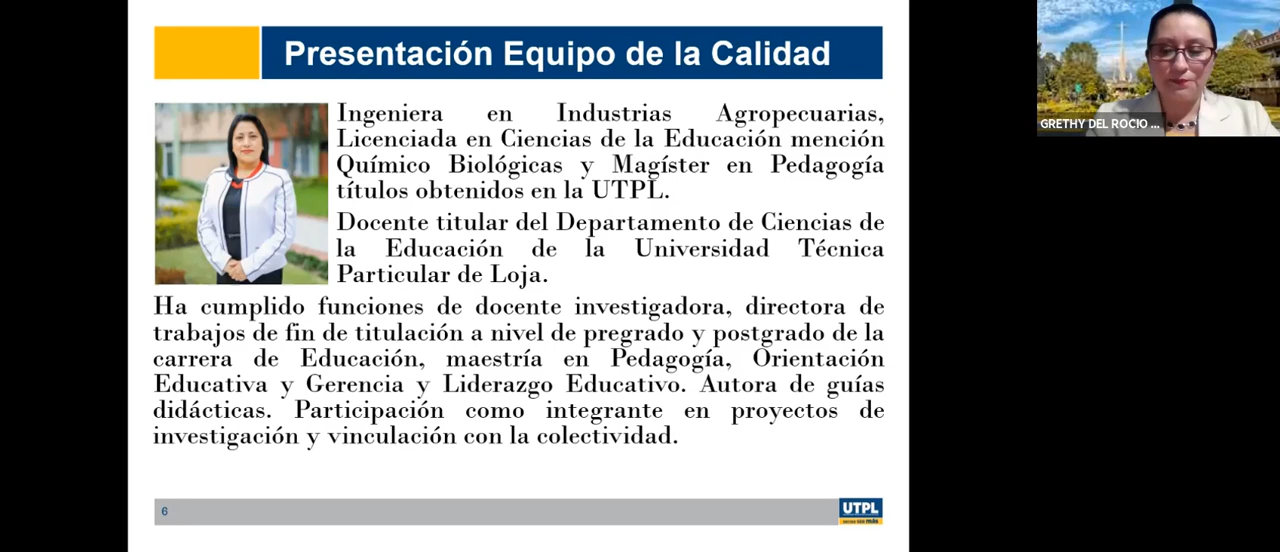 Presentación Equipo de la Calidad
GRETHY DEL ROCIO ...
Ingeniera en Industrias Agropecuarias,
Licenciada en Ciencias de la Educación mención
Químico Biológicas y Magíster en Pedagogía
títulos obtenidos en la UTPL.
Docente titular del Departamento de Ciencias de
la Educación de la Universidad Técnica
Particular de Loja.
Ha cumplido funciones de docente investigadora, directora de
trabajos de fin de titulación a nivel de pregrado y postgrado de la
carrera de Educación, maestría en Pedagogía, Orientación
Educativa y Gerencia y Liderazgo Educativo. Autora de guías
didácticas. Participación como integrante en proyectos de
investigación y vinculación con la colectividad.
6
UTPL
DECIDE SER más